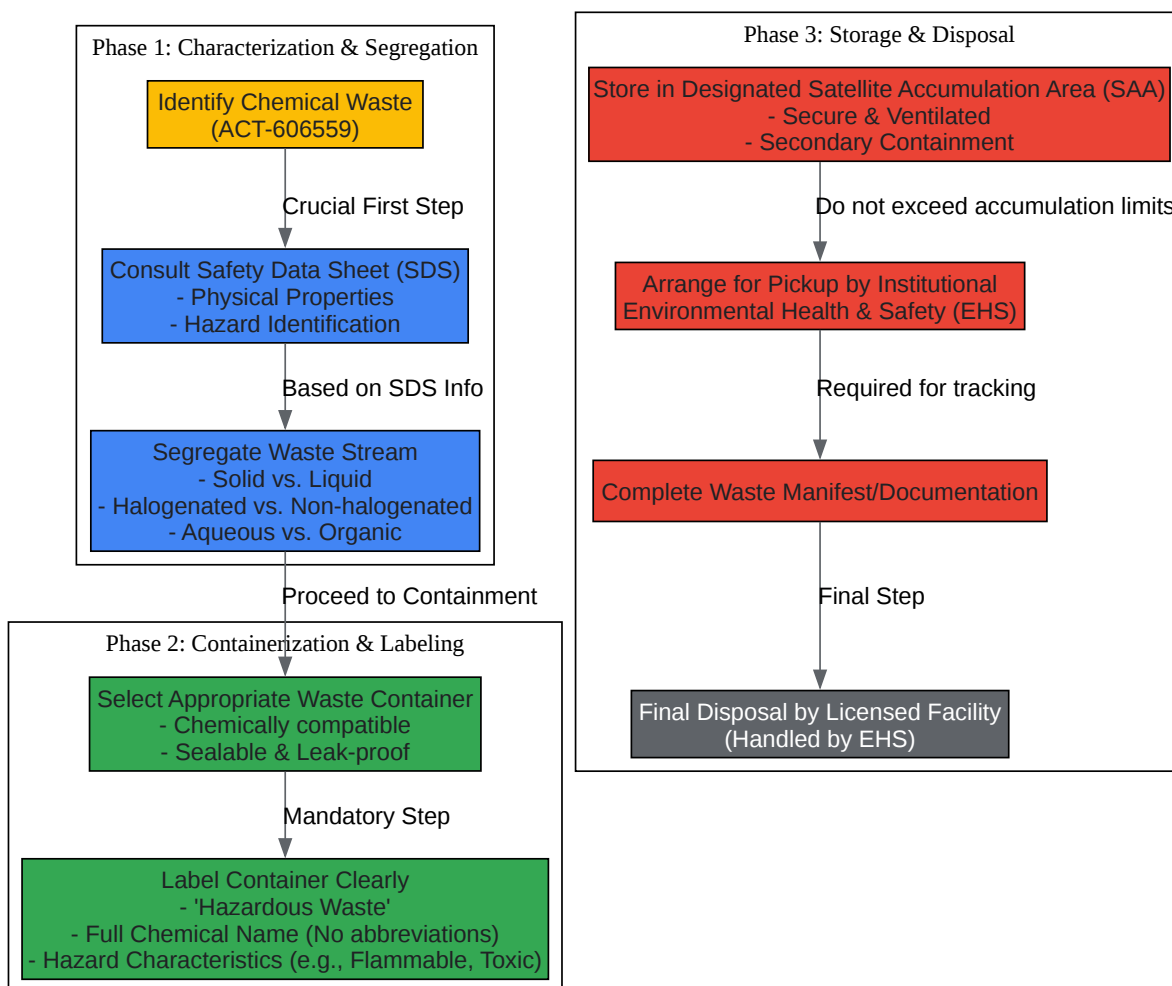 Phase 1: Characterization & Segregation
Identify Chemical Waste
(ACT-606559)
Crucial First Step
Consult Safety Data Sheet (SDS)
- Physical Properties
- Hazard Identification
Based on SDS Info
Segregate Waste Stream
- Solid vs. Liquid
- Halogenated vs. Non-halogenated
- Aqueous vs. Organic
Proceed to Containment
Phase 2: Containerization & Labeling
Select Appropriate Waste Container
- Chemically compatible
- Sealable & Leak-proof
Mandatory Step
Label Container Clearly
- 'Hazardous Waste'
- Full Chemical Name (No abbreviations)
- Hazard Characteristics (e.g., Flammable, Toxic)
Phase 3: Storage & Disposal
Store in Designated Satellite Accumulation Area (SAA)
- Secure & Ventilated
- Secondary Containment
Do not exceed accumulation limits
Arrange for Pickup by Institutional
Environmental Health & Safety (EHS)
Required for tracking
Complete Waste Manifest/Documentation
Final Step
Final Disposal by Licensed Facility
(Handled by EHS)